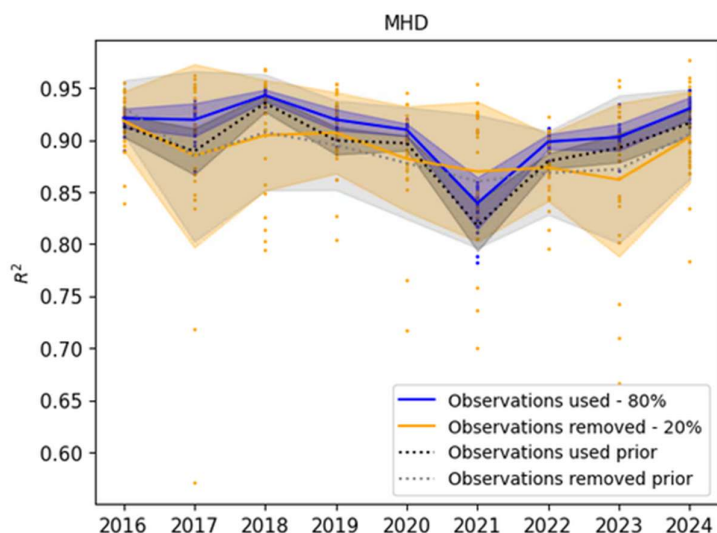 MHD
0.95
0.90
0.85
0.80
0.75
0.70
0.65
0.60
R²
Observations used - 80%
Observations removed - 20%
Observations used prior
Observations removed prior
2016 2017 2018 2019 2020 2021 2022 2023 2024